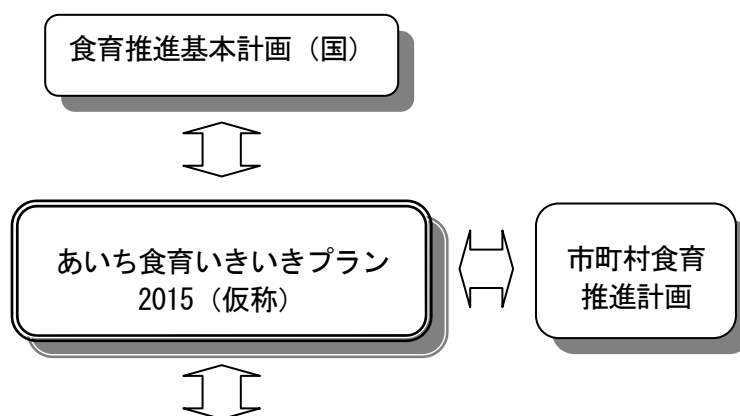 食育推進基本計画（国）
あいち食育いきいきプラン
2015（仮称）
市町村食育
推進計画